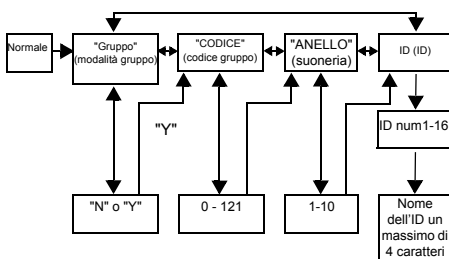 Normale
"Gruppo"
(modalità gruppo)
"CODICE"
(codice gruppo)
"ANELLO"
(suoneria)
ID (ID)
"Y"
ID num1-16
"N" o "Y"
0 - 121
1-10
Nome
dell'ID un
massimo di
4 caratteri